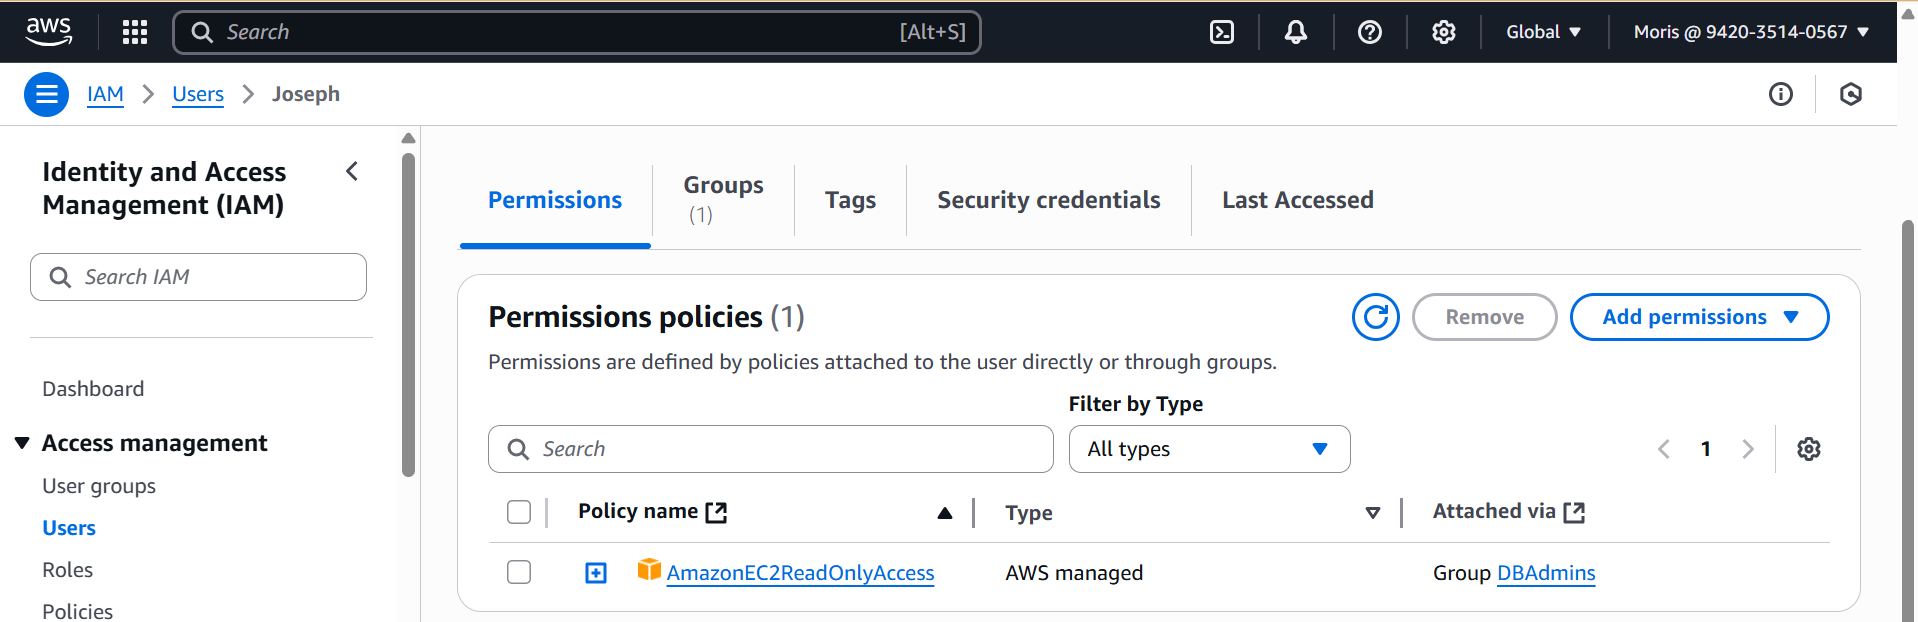 aws
Search [Alt+S]
Global
Moris @ 9420-3514-0567
IAM
Users
Joseph
Identity and Access
Management (IAM)
Search IAM
Dashboard
Access management
User groups
Users
Roles
Policies
Permissions
Groups
(1)
Tags
Security credentials
Last Accessed
Permissions policies (1)
Remove
Add permissions
Permissions are defined by policies attached to the user directly or through groups.
Filter by Type
Search
All types
1
Policy name
Type
Attached via
AmazonEC2ReadOnlyAccess
AWS managed
Group DBAdmins